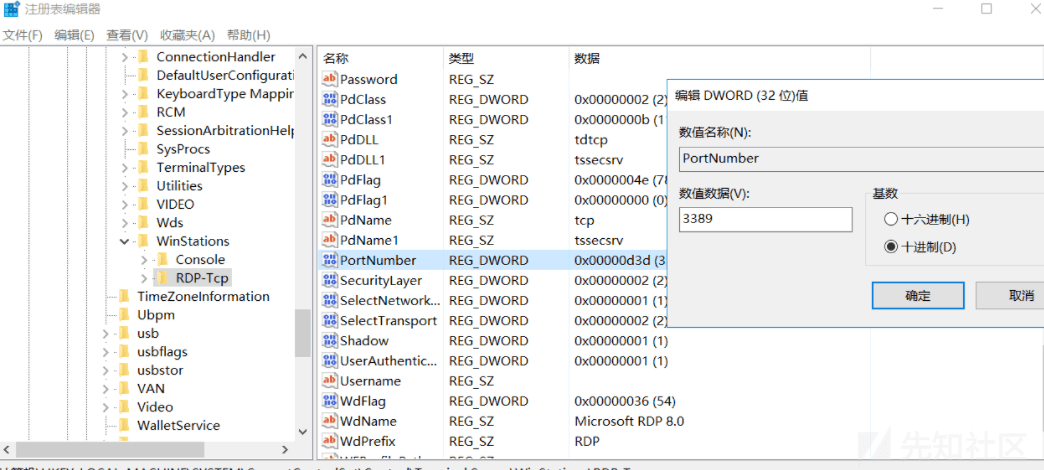 注册表编辑器
文件(F) 编辑(E) 查看(V) 收藏夹(A) 帮助(H)
ConnectionHandler
DefaultUserConfigurati
KeyboardType Mappin
RCM
SessionArbitrationHelp
SysProcs
TerminalTypes
Utilities
VIDEO
Wds
WinStations
Console
RDP-Tcp
TimeZoneInformation
Ubpm
usb
usbflags
usbstor
VAN
Video
WalletService
名称 类型 数据
Password REG_SZ
PdClass REG_DWORD 0x00000002 (2)
PdClass1 REG_DWORD 0x0000000b (1
PdDLL REG_SZ tdtcp
PdDLL1 REG_SZ tssecsrv
PdFlag REG_DWORD 0x0000004e (78
PdFlag1 REG_DWORD 0x00000000 (0)
PdName REG_SZ tcp
PdName1 REG_SZ tssecsrv
PortNumber REG_DWORD 0x00000d3d (3
SecurityLayer REG_DWORD 0x00000002 (2)
SelectNetwork... REG_DWORD 0x00000001 (1)
SelectTransport REG_DWORD 0x00000002 (2)
Shadow REG_DWORD 0x00000001 (1)
UserAuthentic... REG_DWORD 0x00000001 (1)
Username REG_SZ
WdFlag REG_DWORD 0x00000036 (54)
WdName REG_SZ Microsoft RDP 8.0
WdPrefix REG_SZ RDP
编辑 DWORD (32 位)值
数值名称(N):
PortNumber
数值数据(V):
3389
基数
十六进制(H)
十进制(D)
确定 取消
先知社区